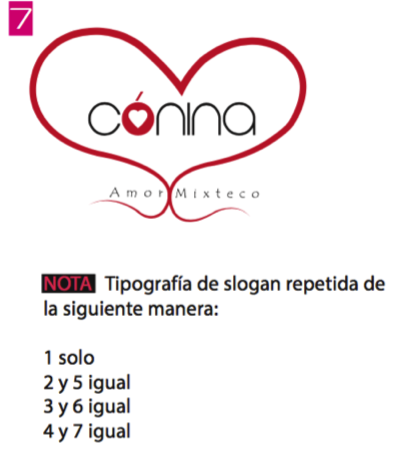 7
cónina
Amor Mixteco
NOTA Tipografía de slogan repetida de
la siguiente manera:
1 solo
2 y 5 igual
3 y 6 igual
4 y 7 igual